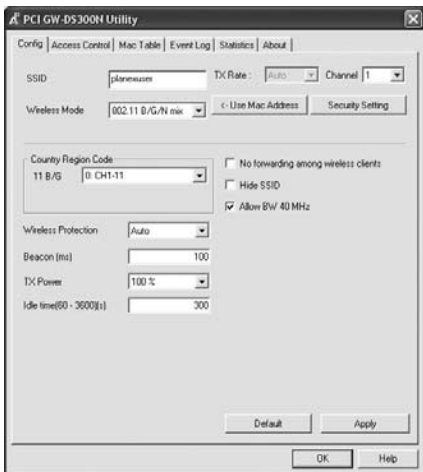 PCI GW-DS300N Utility
Config Access Control Mac Table Event Log Statistics About
SSID planexuser TX Rate : Auto Channel 1
Wireless Mode 802.11 B/G/N mix <- Use Mac Address Security Setting
Country Region Code
11 B/G 0: CH1-11
No forwarding among wireless clients
Hide SSID
Allow BW 40 MHz
Wireless Protection Auto
Beacon (ms) 100
TX Power 100 %
Idle time(60 - 3600)(s) 300
Default Apply
OK Help